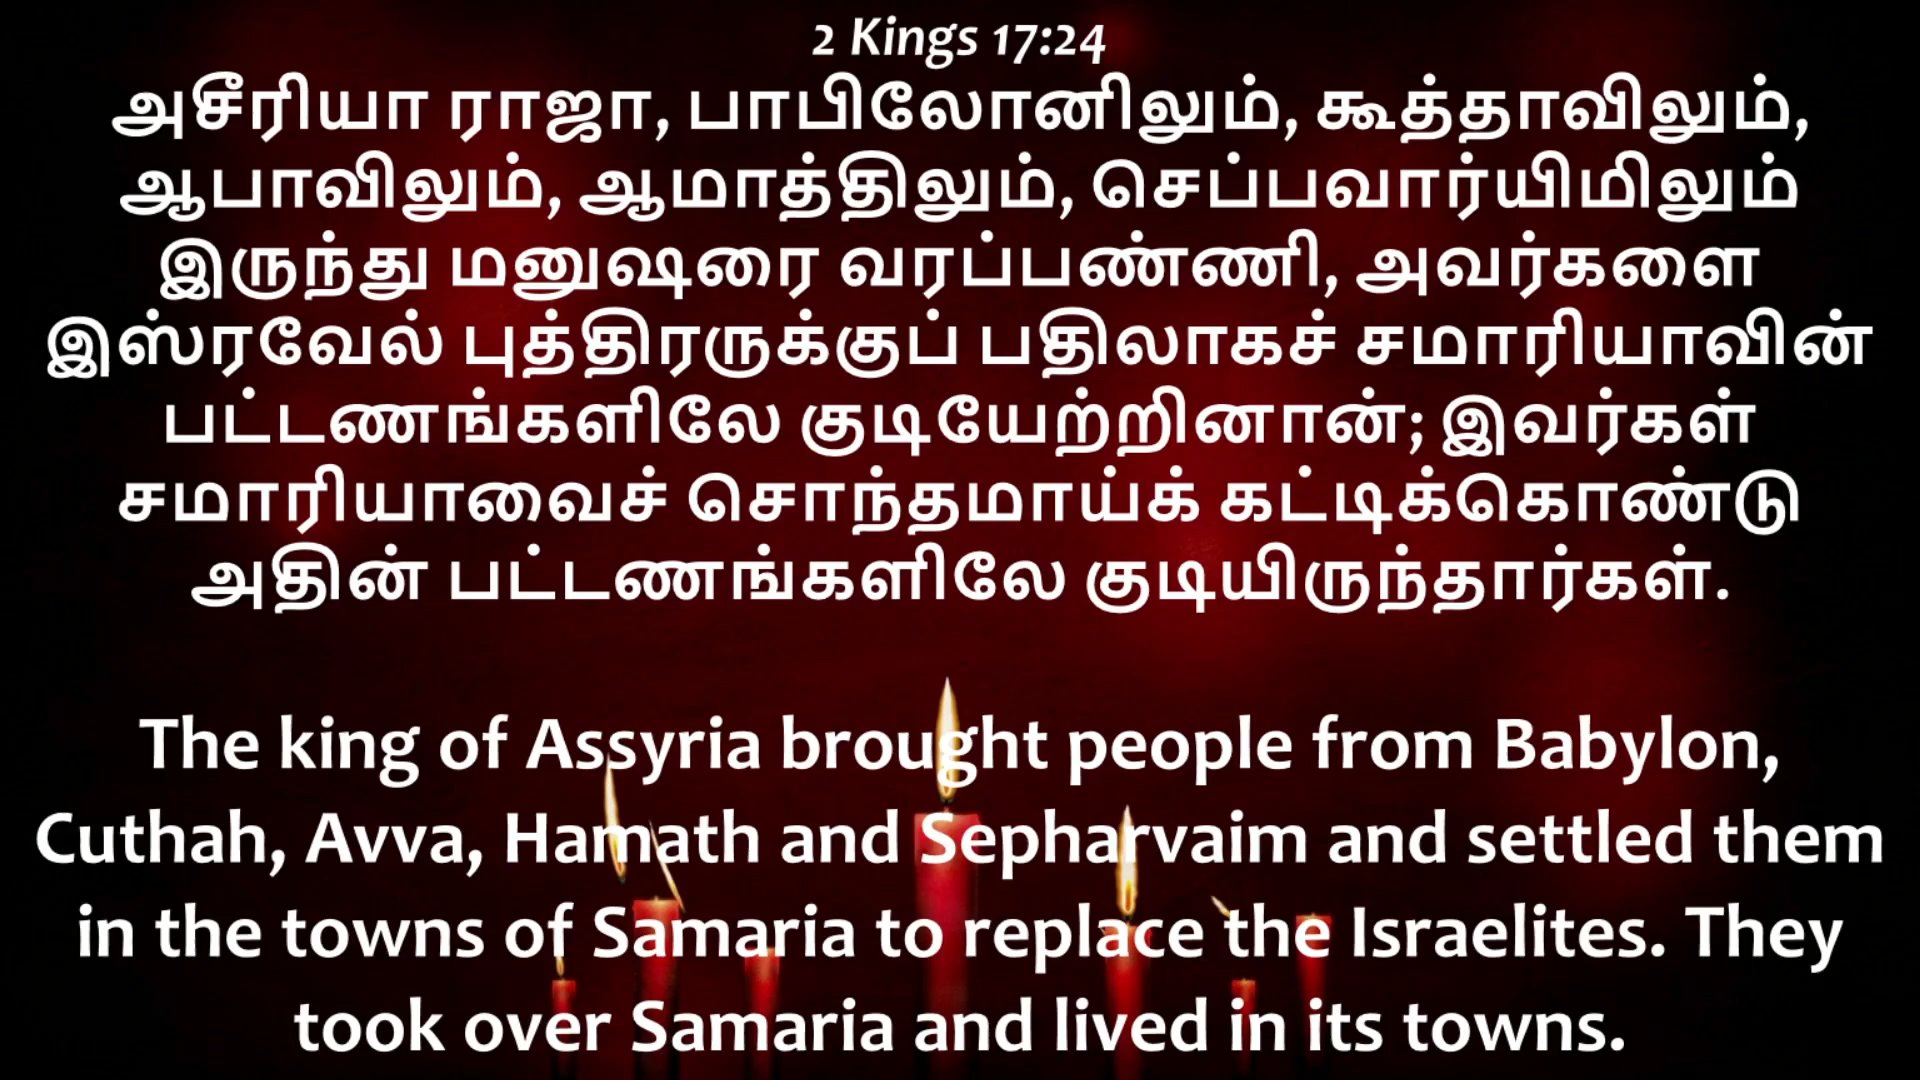 2 Kings 17:24
அசீரியா ராஜா, பாபிலோனிலும், கூத்தாவிலும்,
ஆபாவிலும், ஆமாத்திலும், செப்பவார்யிமிலும்
இருந்து மனுஷரை வரப்பண்ணி, அவர்களை
இஸ்ரவேல் புத்திரருக்குப் பதிலாகச் சமாரியாவின்
பட்டணங்களிலே குடியேற்றினான்; இவர்கள்
சமாரியாவைச் சொந்தமாய்க் கட்டிக்கொண்டு
அதின் பட்டணங்களிலே குடியிருந்தார்கள்.
The king of Assyria brought people from Babylon,
Cuthah, Avva, Hamath and Sepharvaim and settled them
in the towns of Samaria to replace the Israelites. They
took over Samaria and lived in its towns.